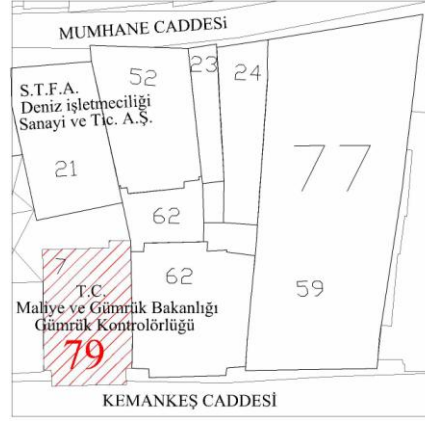 MUMHANE CADDESi
52
23
24
S.T.F.A.
Deniz işletmeciliği
Sanayi ve Tic. A.Ş.
21
77
62
7
62
59
T.C.
Maliye ve Gümrük Bakanlığı
Gümrük Kontrolörlüğü
79
KEMANKEŞ CADDESİ